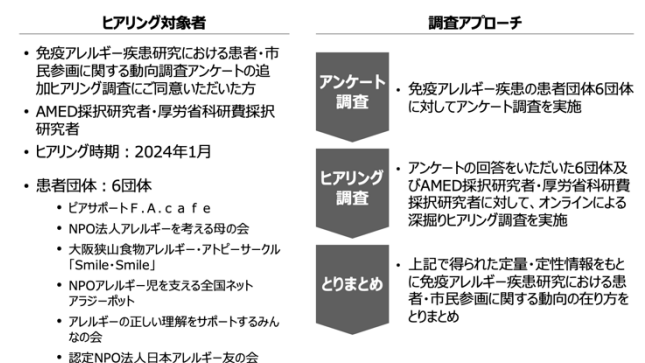 ヒアリング対象者
• 免疫アレルギー疾患研究における患者・市
民参画に関する動向調査アンケートの追
加ヒアリング調査にご同意いただいた方
• AMED採択研究者・厚労省科研費採択
研究者
• ヒアリング時期：2024年1月
• 患者団体：6団体
• ピアサポートＦ.Ａ.ｃａｆｅ
• NPO法人アレルギーを考える母の会
• 大阪狭山食物アレルギー・アトピーサークル
「Smile・Smile」
• NPOアレルギー児を支える全国ネット
アラジーポット
• アレルギーの正しい理解をサポートするみん
なの会
• 認定NPO法人日本アレルギー友の会
調査アプローチ
アンケート
調査
• 免疫アレルギー疾患の患者団体6団体
に対してアンケート調査を実施
ヒアリング
調査
• アンケートの回答をいただいた6団体及
びAMED採択研究者・厚労省科研費
採択研究者に対して、オンラインによる
深掘りヒアリング調査を実施
とりまとめ
• 上記で得られた定量・定性情報をもと
に免疫アレルギー疾患研究における患
者・市民参画に関する動向の在り方を
とりまとめ